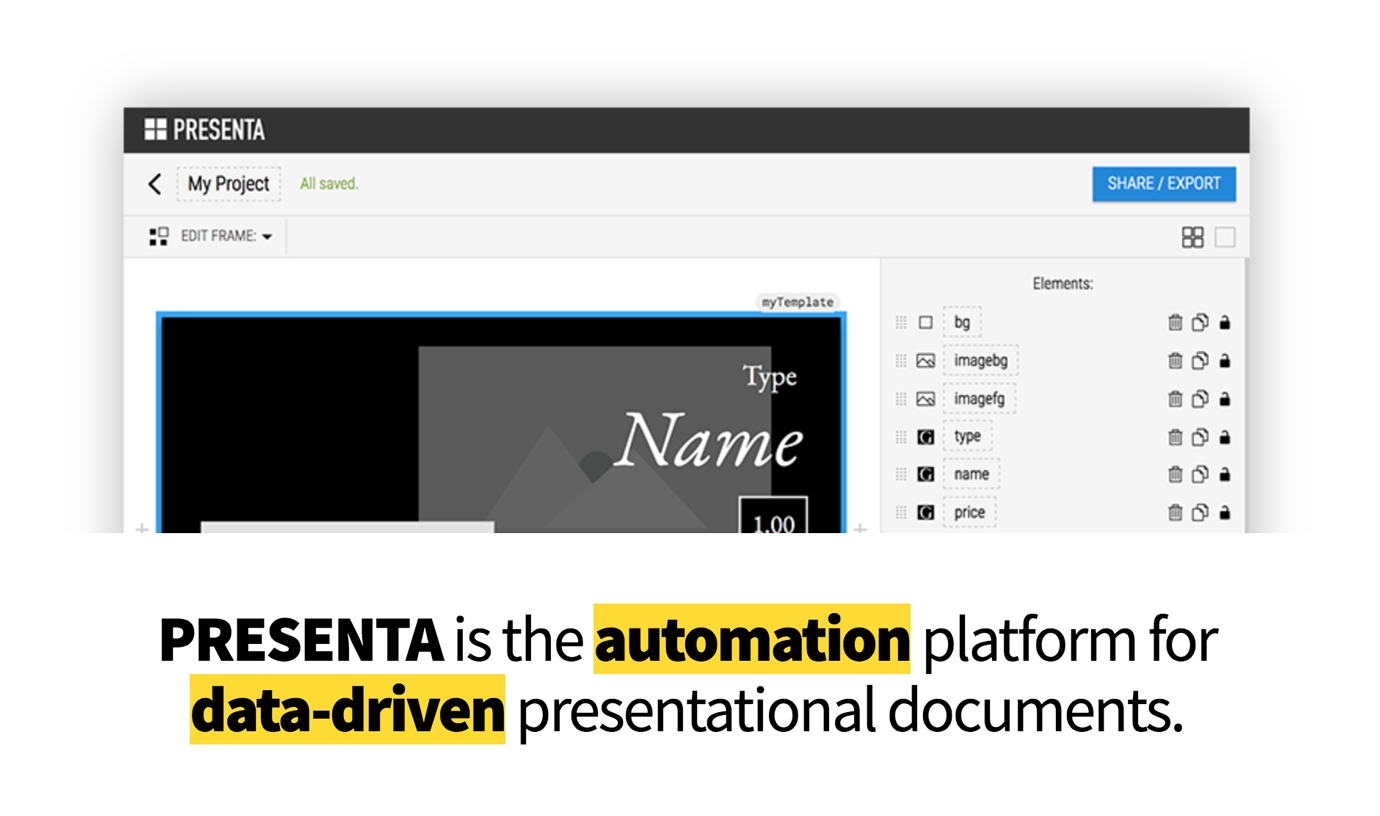 PRESENTA
My Project
All saved.
SHARE / EXPORT
EDIT FRAME:
Elements:
myTemplate
bg
imagebg
Type
imagefg
Name
type
name
price
1.00
PRESENTA is the automation platform for
data-driven presentational documents.